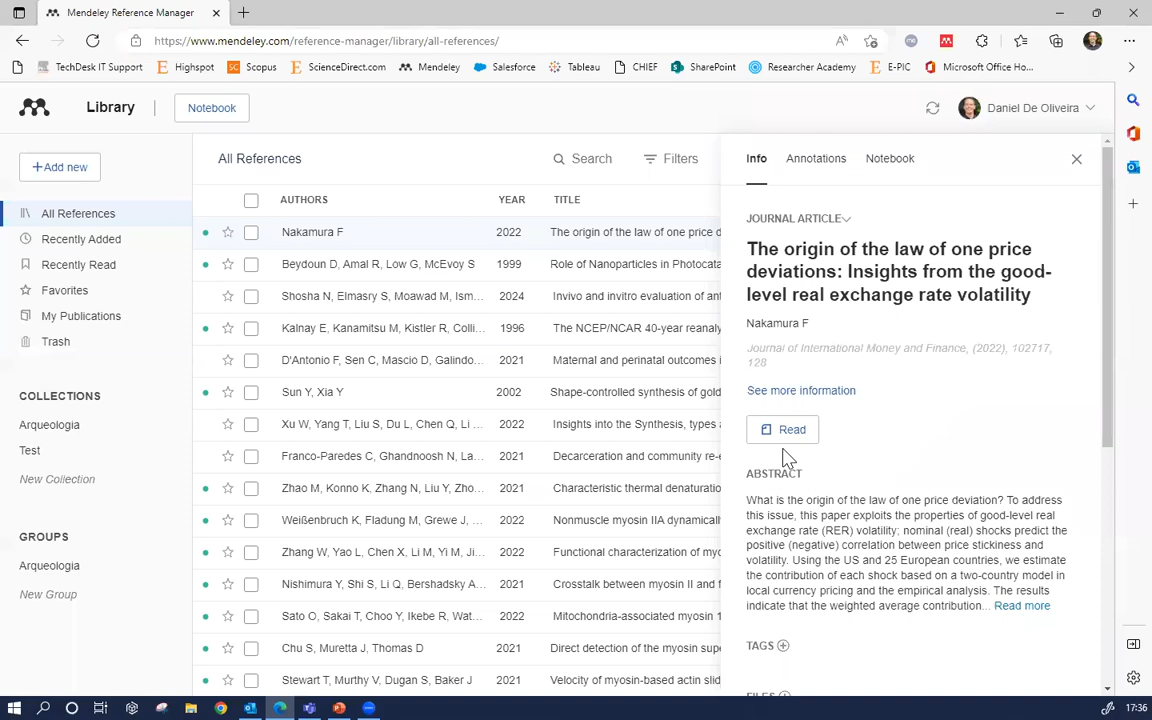 Mendeley Reference Manager
https://www.mendeley.com/reference-manager/library/all-references/
TechDesk IT Support
Highspot
Scopus
ScienceDirect.com
Mendeley
Salesforce
Tableau
CHIEF
SharePoint
Researcher Academy
E-PIC
Microsoft Office Ho...
Library
Notebook
Daniel De Oliveira
+Add new
All References
Recently Added
Recently Read
Favorites
My Publications
Trash
COLLECTIONS
Arqueologia
Test
New Collection
GROUPS
Arqueologia
New Group
All References
Search
Filters
AUTHORS YEAR TITLE
Nakamura F 2022 The origin of the law of one price d
Beydoun D, Amal R, Low G, McEvoy S 1999 Role of Nanoparticles in Photocata
Shosha N, Elmasry S, Moawad M, Ism... 2024 Invivo and invitro evaluation of ant
Kalnay E, Kanamitsu M, Kistler R, Colli... 1996 The NCEP/NCAR 40-year reanaly
D'Antonio F, Sen C, Mascio D, Galindo... 2021 Maternal and perinatal outcomes i
Sun Y, Xia Y 2002 Shape-controlled synthesis of gold
Xu W, Yang T, Liu S, Du L, Chen Q, Li ... 2021 Insights into the Synthesis, types
Franco-Paredes C, Ghandnoosh N, La... 2021 Decarceration and community re-e
Zhao M, Konno K, Zhang N, Liu Y, Zho... 2021 Characteristic thermal denaturation
Weißenbruch K, Fladung M, Grewe J, ... 2022 Nonmuscle myosin IIA dynamically
Zhang W, Yao L, Chen X, Li M, Yi M, Ji... 2021 Functional characterization of myo
Nishimura Y, Shi S, Li Q, Bershadsky ... 2021 Crosstalk between myosin II and f
Sato O, Sakai T, Choo Y, Ikebe R, Wat... 2022 Mitochondria-associated myosin 1
Chu S, Muretta J, Thomas D 2021 Direct detection of the myosin supe
Stewart T, Murthy V, Dugan S, Baker J 2021 Velocity of myosin-based actin slid
Info
Annotations
Notebook
JOURNAL ARTICLE
The origin of the law of one price
deviations: Insights from the good-
level real exchange rate volatility
Nakamura F
Journal of International Money and Finance, (2022), 102717,
128
See more information
Read
ABSTRACT
What is the origin of the law of one price deviation? To address
this issue, this paper exploits the properties of good-level real
exchange rate (RER) volatility; nominal (real) shocks predict the
positive (negative) correlation between price stickiness and
volatility. Using the US and 25 European countries, we estimate
the contribution of each shock based on a two-country model in
local currency pricing and the empirical analysis. The results
indicate that the weighted average contribution... Read more
TAGS
FILES
17:36